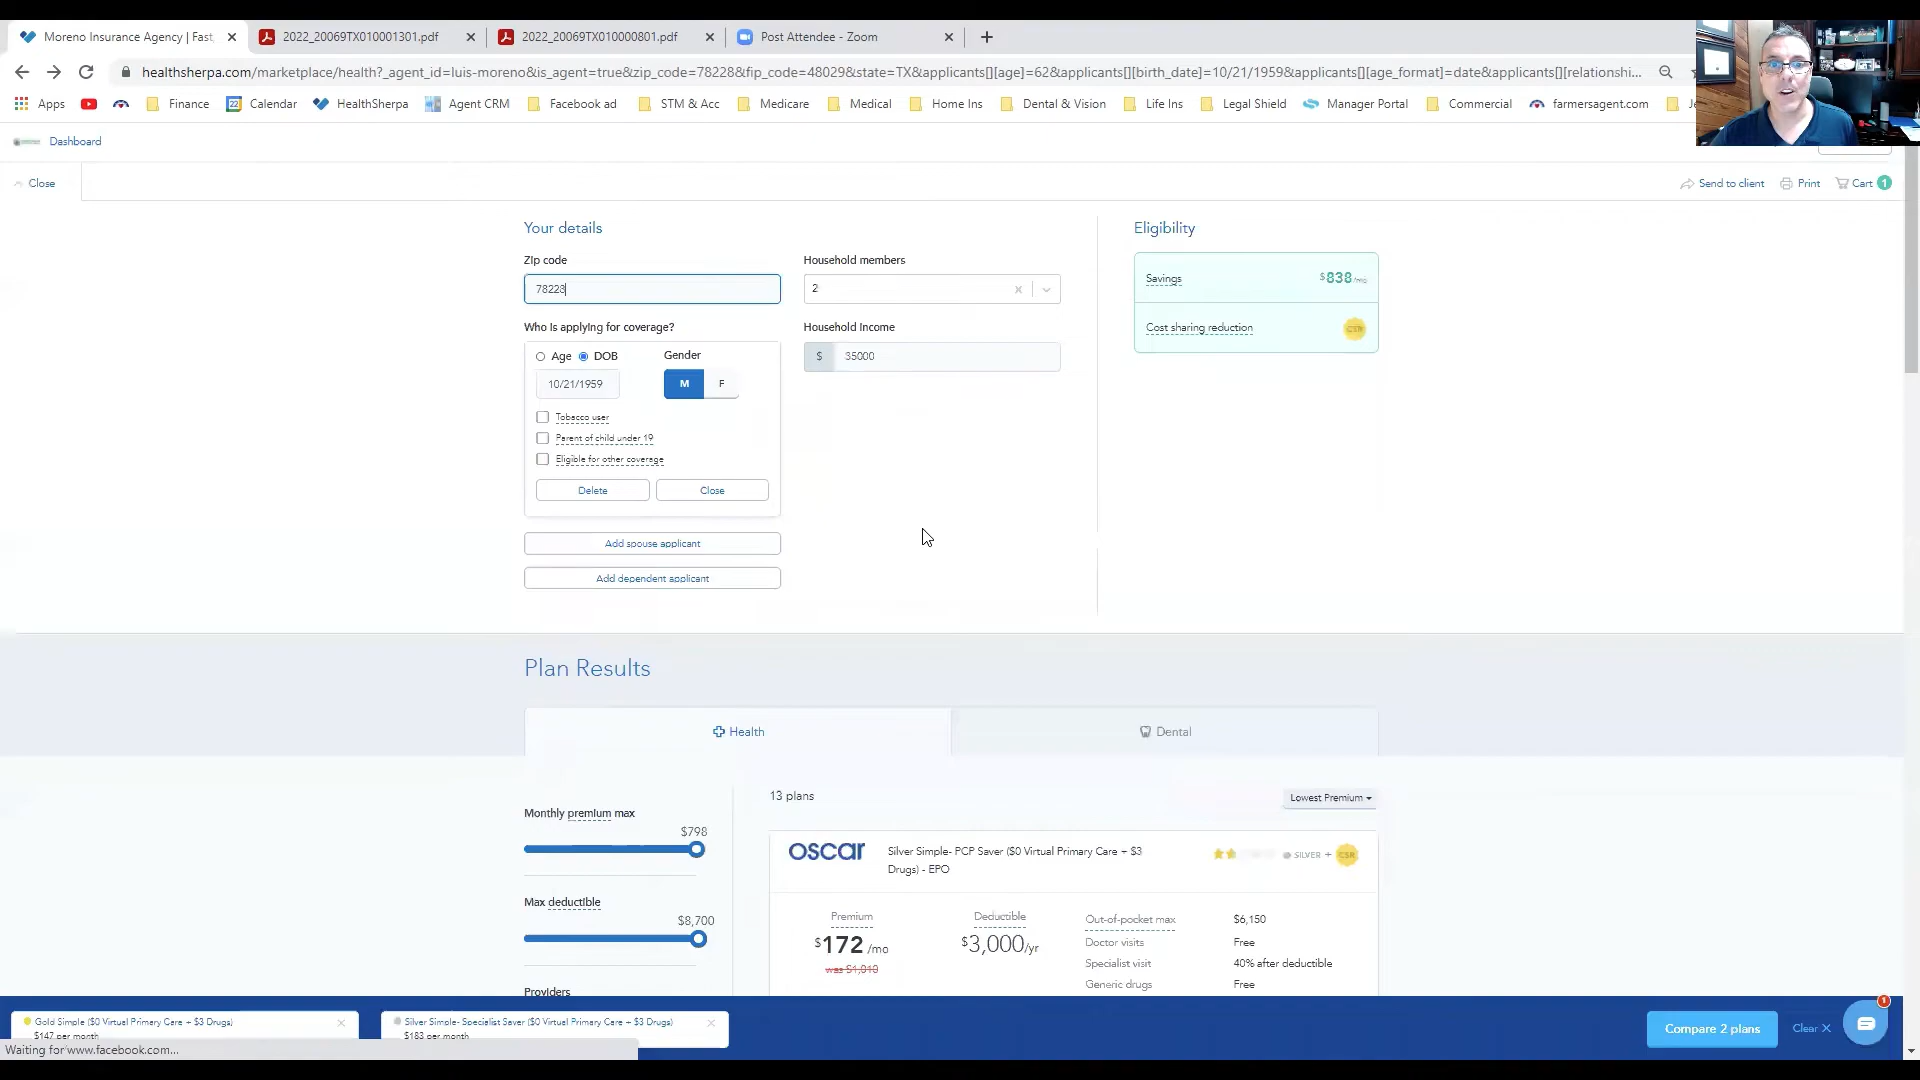 Moreno Insurance Agency | Fast
2022_20069TX010001301.pdf
2022_20069TX010000801.pdf
Post Attendee - Zoom
healthsherpa.com/marketplace/health?_agent_id=luis-moreno&is_agent=true&zip_code=78228&fip_code=48029&state=TX&applicants[][age]=62&applicants[][birth_date]=10/21/1959&applicants[][age_format]=date&applicants[][relationshi...
Apps
Finance
22
Calendar
HealthSherpa
Agent CRM
Facebook ad
STM & Acc
Medicare
Medical
Home Ins
Dental & Vision
Life Ins
Legal Shield
Manager Portal
Commercial
farmersagent.com
Dashboard
Close
Send to client
Print
Cart 1
Your details
Eligibility
Zip code
Household members
78228
2
Savings
$838/mo
Cost sharing reduction
CSR
Who is applying for coverage?
Household income
Age DOB
Gender
$ 35000
10/21/1959
M F
Tobacco user
Parent of child under 19
Eligible for other coverage
Delete
Close
Add spouse applicant
Add dependent applicant
Plan Results
Health
Dental
Monthly premium max
$798
Max deductible
$8,700
Providers
13 plans
Lowest Premium
oscar
Silver Simple- PCP Saver ($0 Virtual Primary Care + $3
Drugs) - EPO
SILVER + CSR
Premium
$172 /mo
was $1,010
Deductible
$3,000/yr
Out-of-pocket max $6,150
Doctor visits Free
Specialist visit 40% after deductible
Generic drugs Free
Gold Simple ($0 Virtual Primary Care + $3 Drugs)
$147 per month
Silver Simple- Specialist Saver ($0 Virtual Primary Care + $3 Drugs)
$183 per month
Compare 2 plans
Clear X
1
Waiting for www.facebook.com...